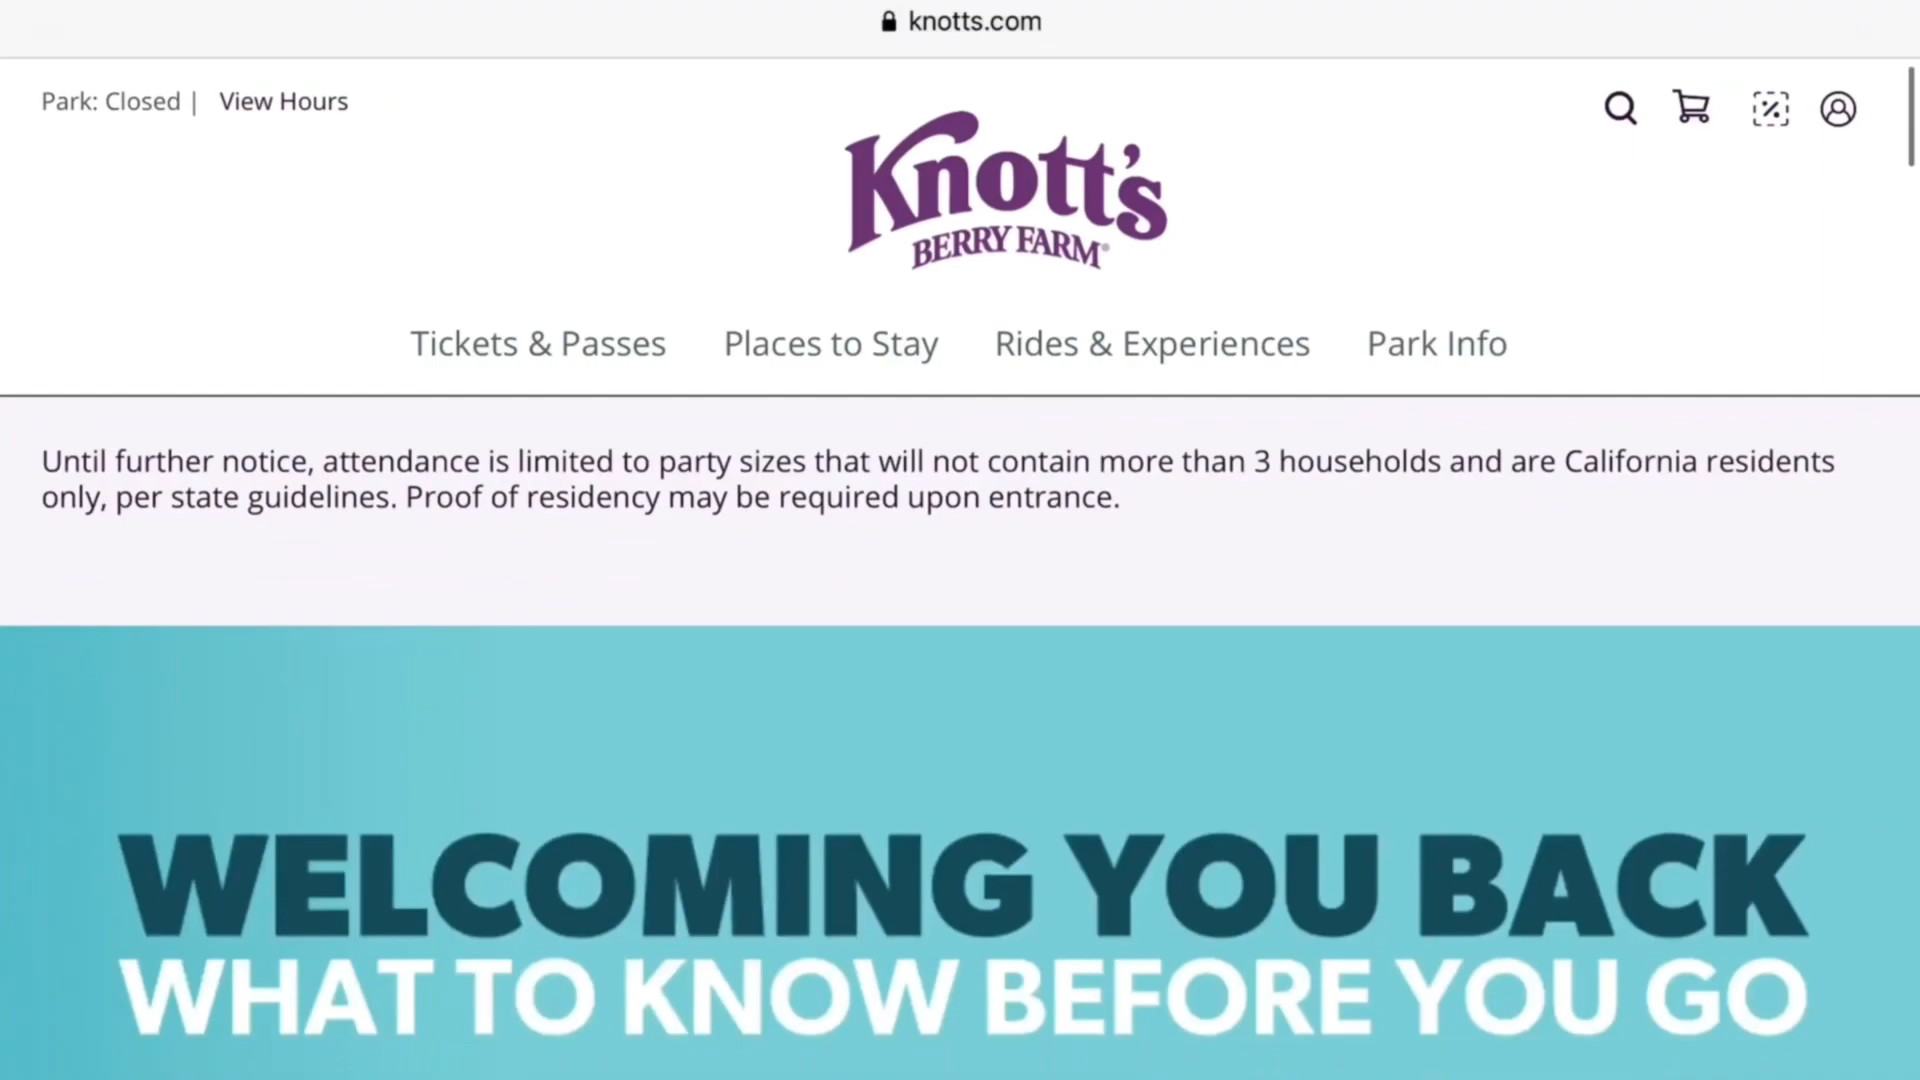 knotts.com
Park: Closed | View Hours
Knott's
BERRY FARM®
Tickets & Passes Places to Stay Rides & Experiences Park Info
Until further notice, attendance is limited to party sizes that will not contain more than 3 households and are California residents
only, per state guidelines. Proof of residency may be required upon entrance.
WELCOMING YOU BACK
WHAT TO KNOW BEFORE YOU GO